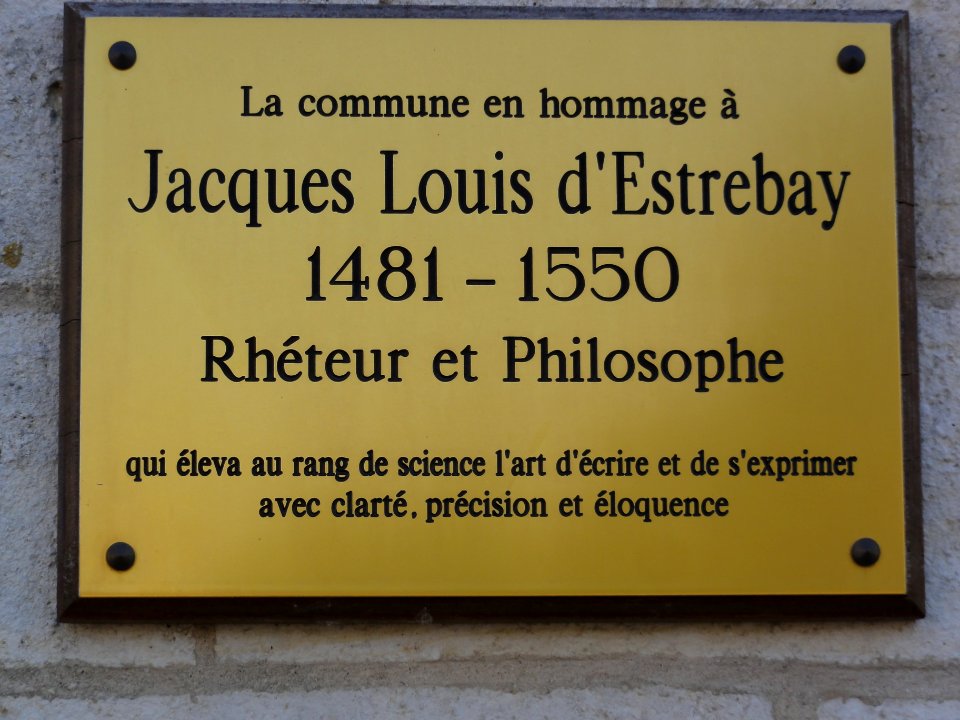 La commune en hommage à
Jacques Louis d'Estrebay
1481 - 1550
Rhéteur et Philosophe
qui éleva au rang de science l'art d'écrire et de s'exprimer
avec clarté, précision et éloquence